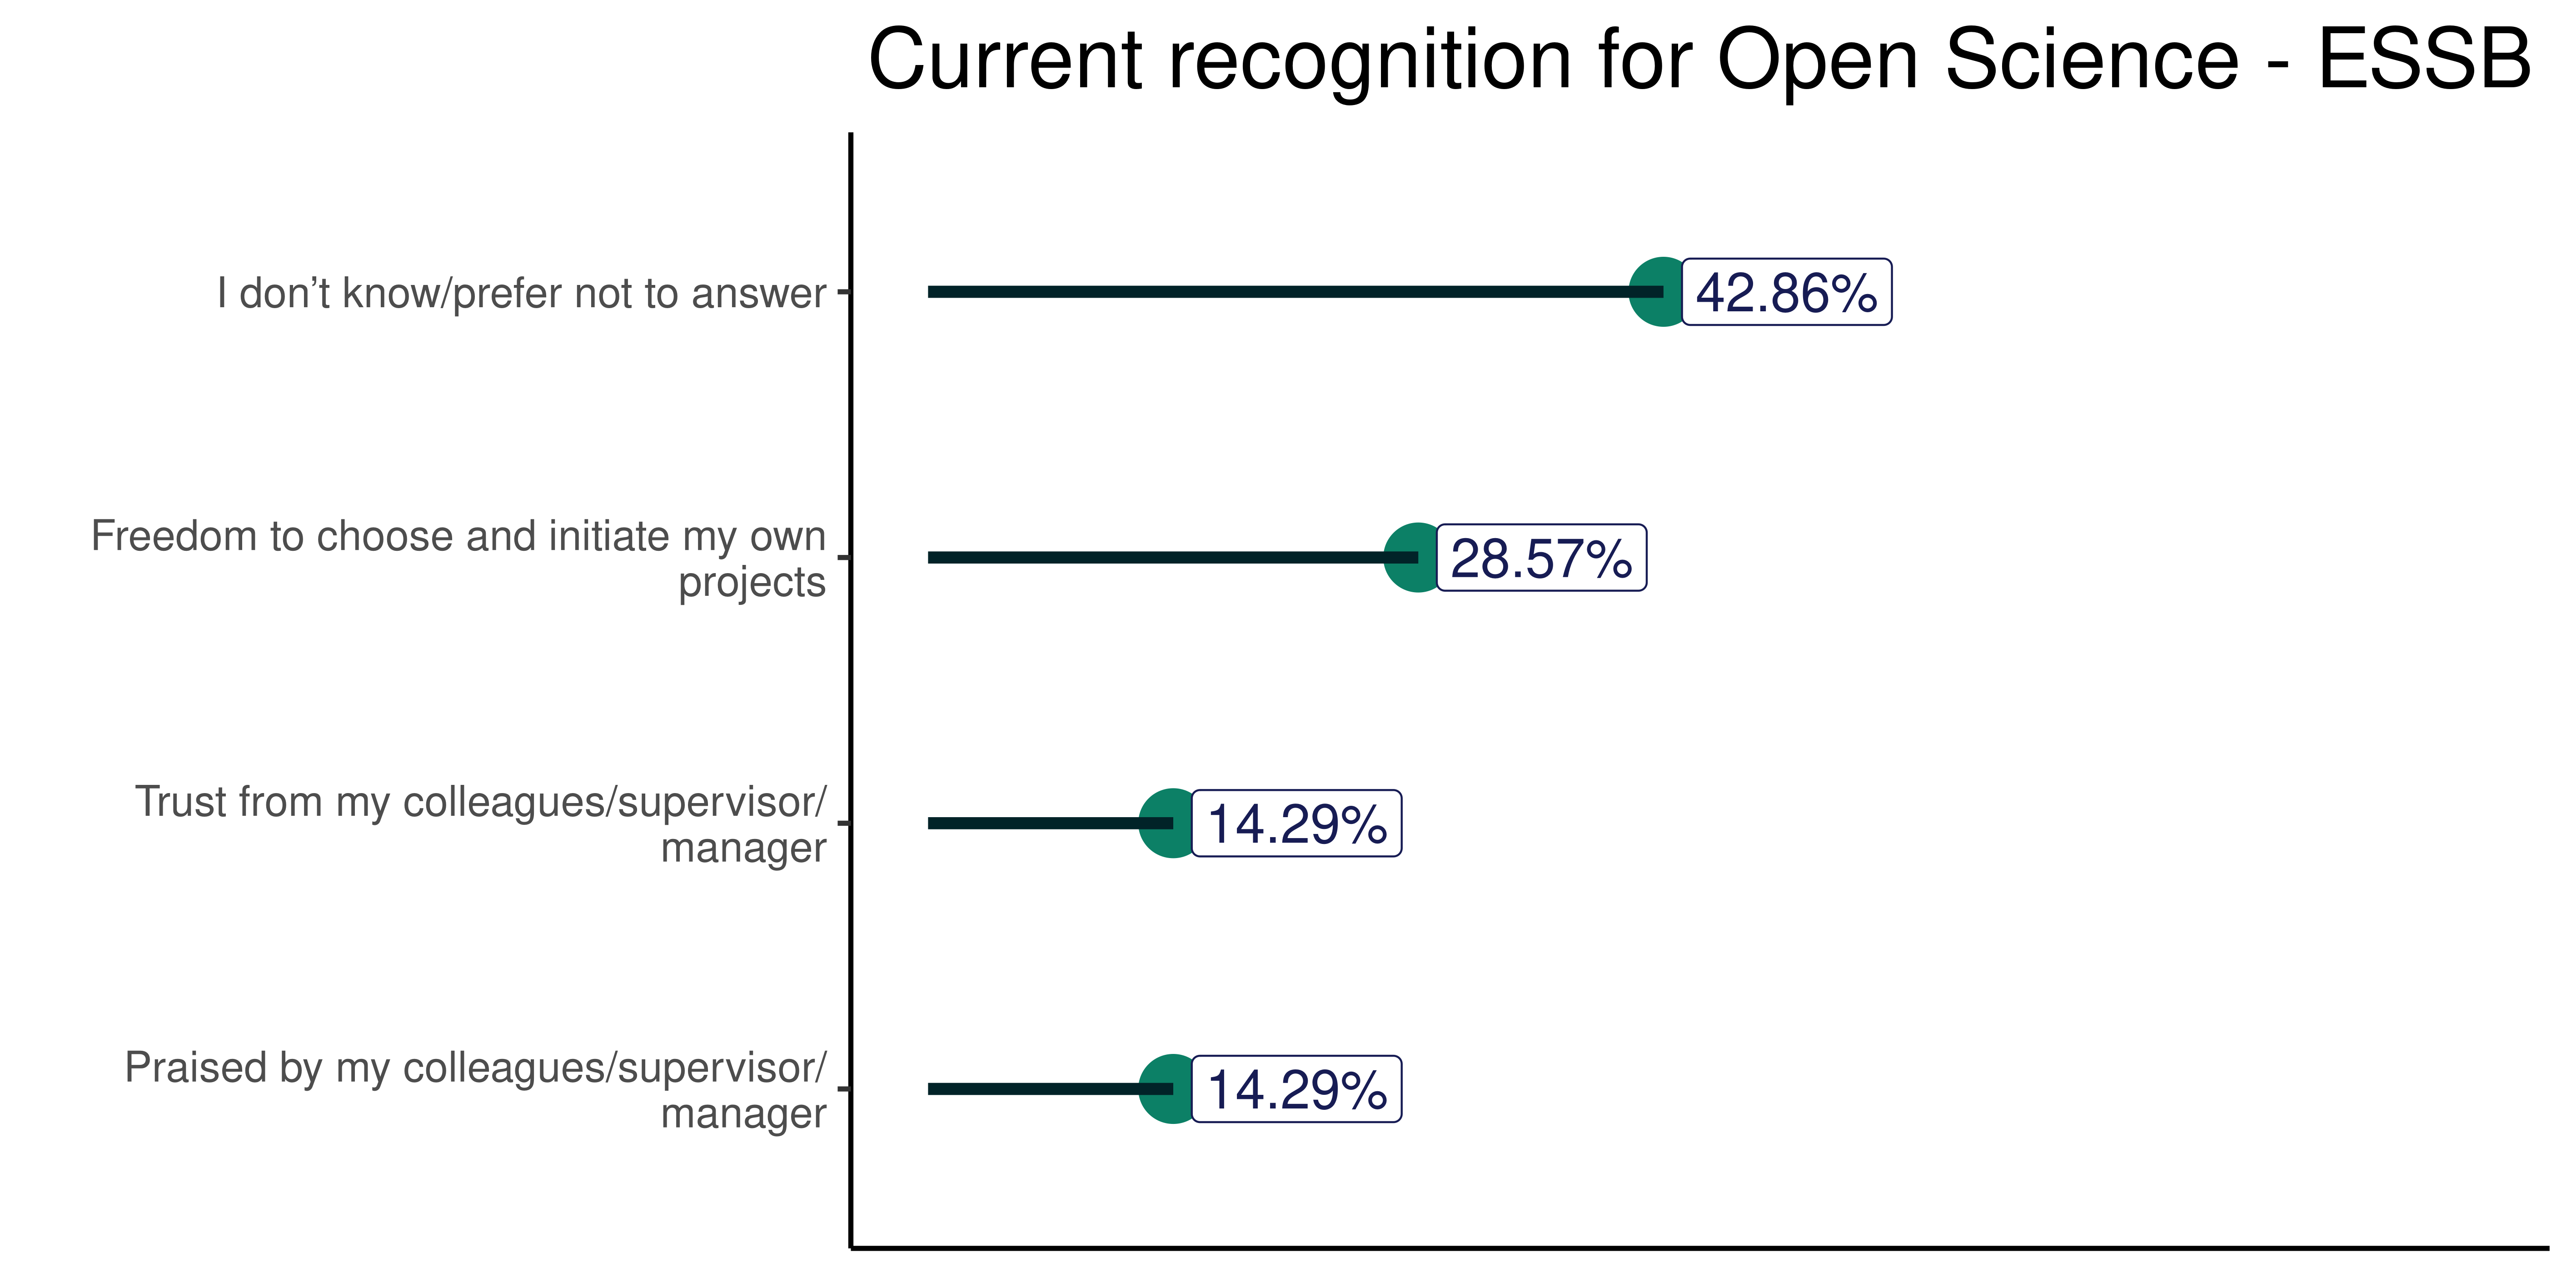 Current recognition for Open Science - ESSB
I don’t know/prefer not to answer
42.86%
Freedom to choose and initiate my own
projects
28.57%
Trust from my colleagues/supervisor/
manager
14.29%
Praised by my colleagues/supervisor/
manager
14.29%